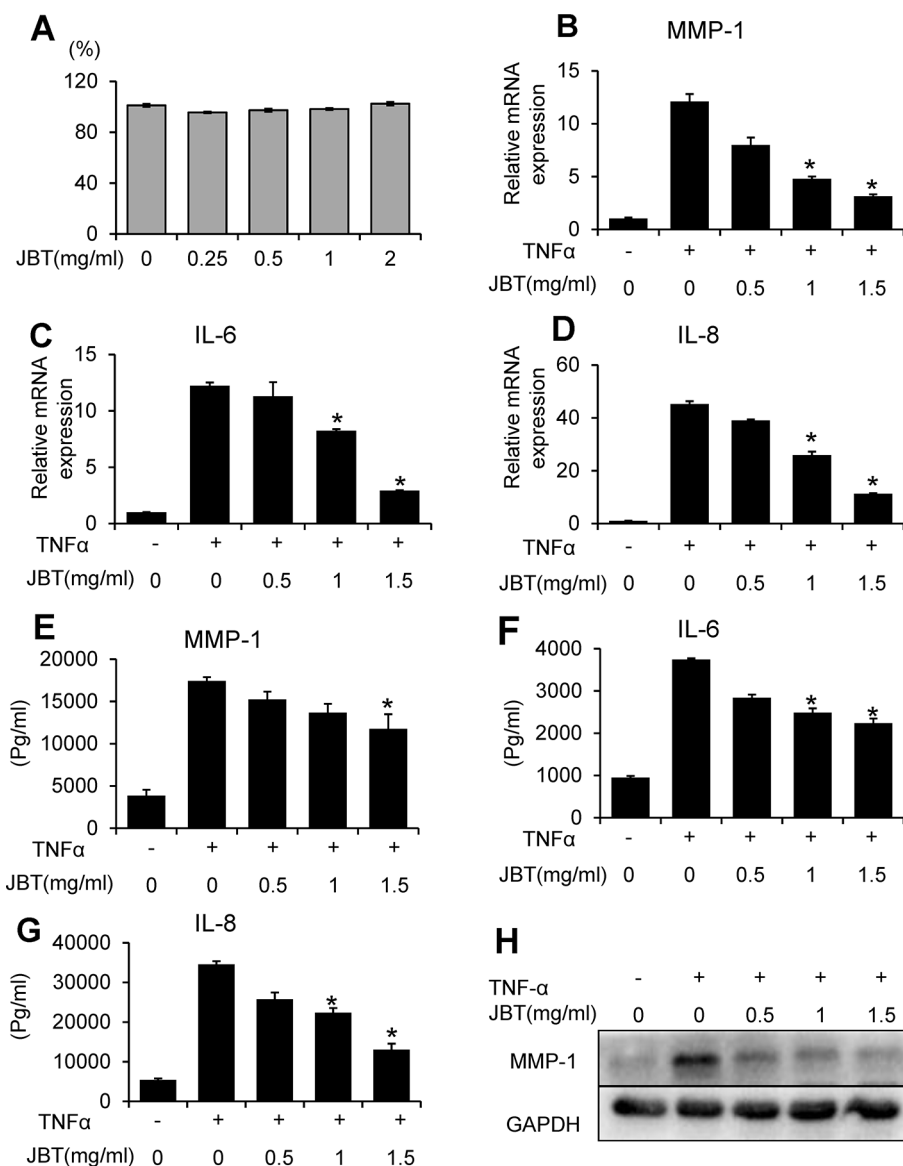 A
(%)
120
80
40
0
JBT(mg/ml) 0 0.25 0.5 1 2
B
MMP-1
Relative mRNA
expression
15
10
5
0
* *
TNFα - + + + +
JBT(mg/ml) 0 0 0.5 1 1.5
C
IL-6
Relative mRNA
expression
15
10
5
0
* *
TNFα - + + + +
JBT(mg/ml) 0 0 0.5 1 1.5
D
IL-8
Relative mRNA
expression
60
40
20
0
* *
TNFα - + + + +
JBT(mg/ml) 0 0 0.5 1 1.5
E
MMP-1
(Pg/ml)
20000
15000
10000
5000
0
*
TNFα - + + + +
JBT(mg/ml) 0 0 0.5 1 1.5
F
IL-6
(Pg/ml)
4000
3000
2000
1000
0
* *
TNFα - + + + +
JBT(mg/ml) 0 0 0.5 1 1.5
G
IL-8
(Pg/ml)
40000
30000
20000
10000
0
* *
TNFα - + + + +
JBT(mg/ml) 0 0 0.5 1 1.5
H
TNF-α - + + + +
JBT(mg/ml) 0 0 0.5 1 1.5
MMP-1
GAPDH